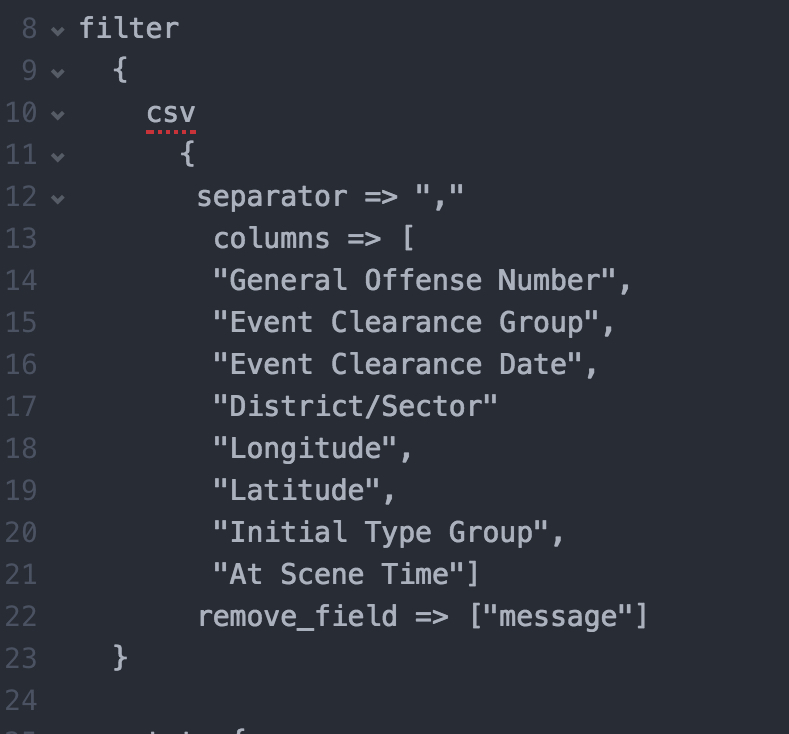 8 filter
9 {
10 csv
11 {
12 separator => ","
13 columns => [
14 "General Offense Number",
15 "Event Clearance Group",
16 "Event Clearance Date",
17 "District/Sector"
18 "Longitude",
19 "Latitude",
20 "Initial Type Group",
21 "At Scene Time"]
22 remove_field => ["message"]
23 }
24